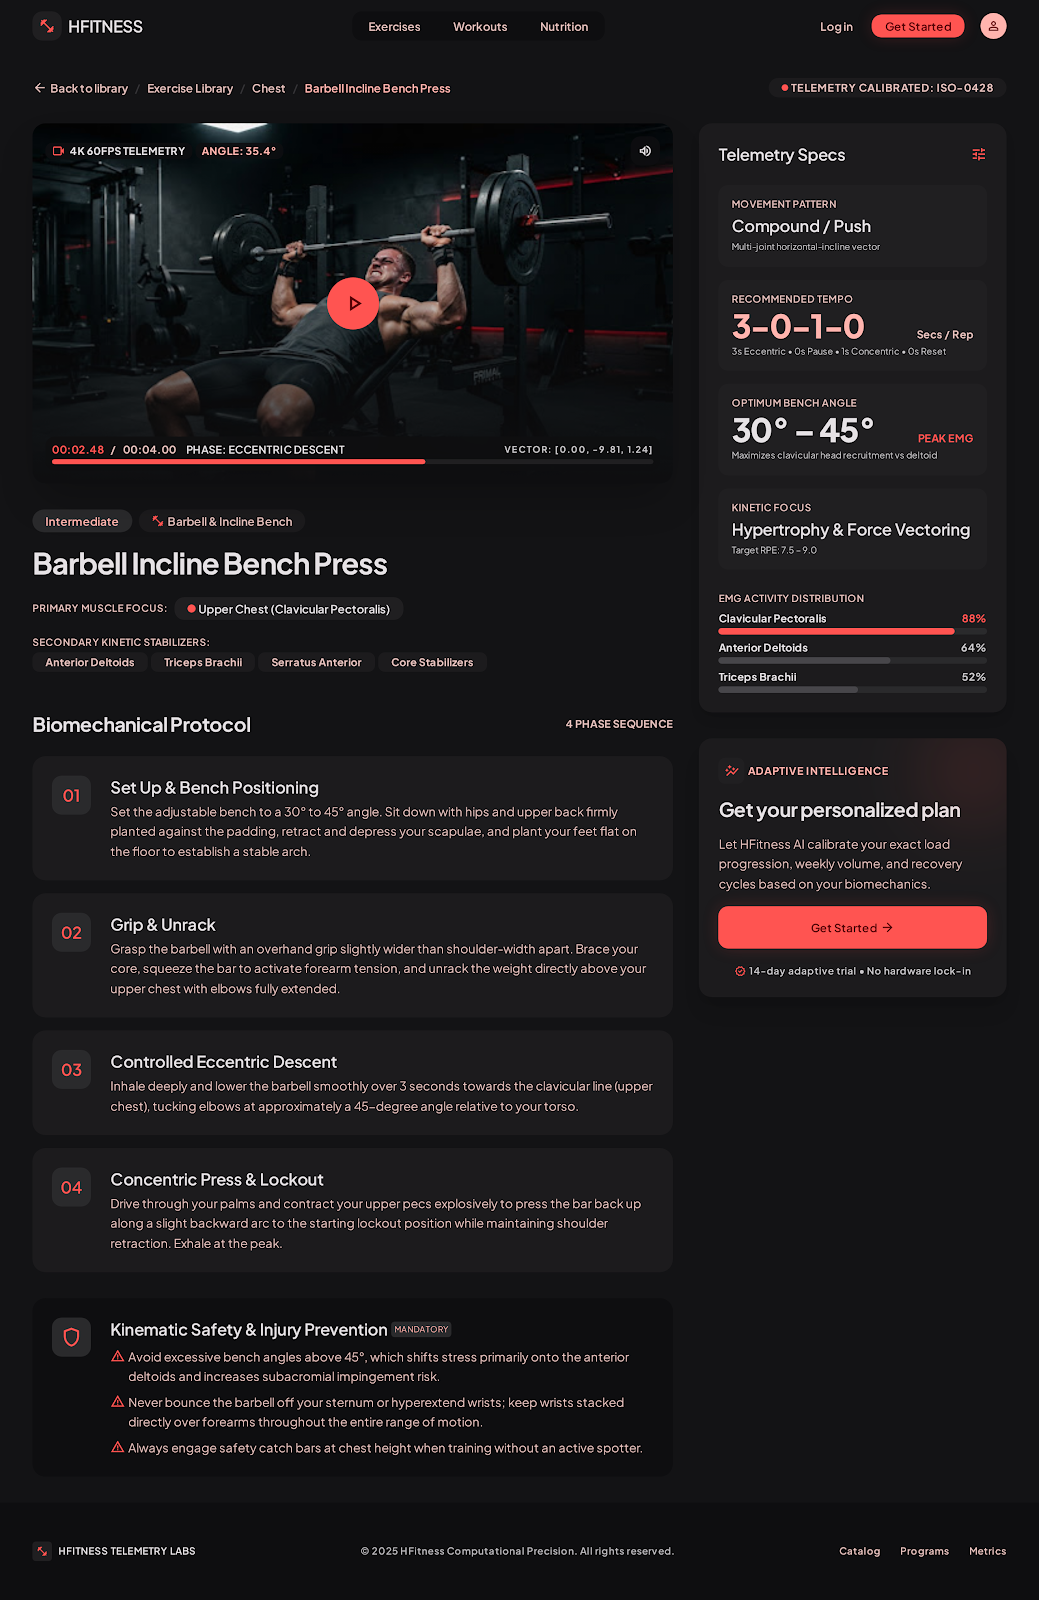 HFITNESS
Exercises Workouts Nutrition
Log in Get Started
Back to library / Exercise Library / Chest / Barbell Incline Bench Press
TELEMETRY CALIBRATED: ISO-0428
4K 60FPS TELEMETRY ANGLE: 35.4°
PRIMAL
00:02.48 / 00:04.00 PHASE: ECCENTRIC DESCENT
VECTOR: [0.00, -9.81, 1.24]
Intermediate Barbell & Incline Bench
Barbell Incline Bench Press
PRIMARY MUSCLE FOCUS: Upper Chest (Clavicular Pectoralis)
SECONDARY KINETIC STABILIZERS:
Anterior Deltoids Triceps Brachii Serratus Anterior Core Stabilizers
Biomechanical Protocol
4 PHASE SEQUENCE
01
Set Up & Bench Positioning
Set the adjustable bench to a 30° to 45° angle. Sit down with hips and upper back firmly
planted against the padding, retract and depress your scapulae, and plant your feet flat on
the floor to establish a stable arch.
02
Grip & Unrack
Grasp the barbell with an overhand grip slightly wider than shoulder-width apart. Brace your
core, squeeze the bar to activate forearm tension, and unrack the weight directly above your
upper chest with elbows fully extended.
03
Controlled Eccentric Descent
Inhale deeply and lower the barbell smoothly over 3 seconds towards the clavicular line (upper
chest), tucking elbows at approximately a 45-degree angle relative to your torso.
04
Concentric Press & Lockout
Drive through your palms and contract your upper pecs explosively to press the bar back up
along a slight backward arc to the starting lockout position while maintaining shoulder
retraction. Exhale at the peak.
Kinematic Safety & Injury Prevention MANDATORY
Avoid excessive bench angles above 45°, which shifts stress primarily onto the anterior
deltoids and increases subacromial impingement risk.
Never bounce the barbell off your sternum or hyperextend wrists; keep wrists stacked
directly over forearms throughout the entire range of motion.
Always engage safety catch bars at chest height when training without an active spotter.
Telemetry Specs
MOVEMENT PATTERN
Compound / Push
Multi-joint horizontal-incline vector
RECOMMENDED TEMPO
3-0-1-0 Secs / Rep
3s Eccentric • 0s Pause • 1s Concentric • 0s Reset
OPTIMUM BENCH ANGLE
30° – 45° PEAK EMG
Maximizes clavicular head recruitment vs deltoid
KINETIC FOCUS
Hypertrophy & Force Vectoring
Target RPE: 7.5 - 9.0
EMG ACTIVITY DISTRIBUTION
Clavicular Pectoralis 88%
Anterior Deltoids 64%
Triceps Brachii 52%
ADAPTIVE INTELLIGENCE
Get your personalized plan
Let HFitness AI calibrate your exact load
progression, weekly volume, and recovery
cycles based on your biomechanics.
Get Started →
14-day adaptive trial • No hardware lock-in
HFITNESS TELEMETRY LABS
© 2025 HFitness Computational Precision. All rights reserved.
Catalog Programs Metrics